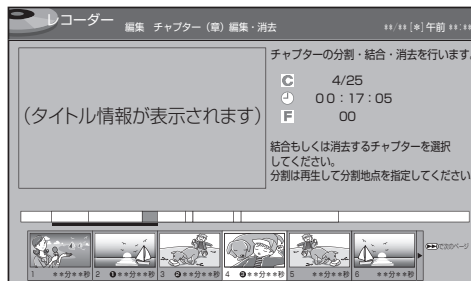 レコーダー
編集 チャプター（章）編集・消去
**/**[*]午前**:**
チャプターの分割・結合・消去を行います。
C 4/25
00：17：05
F 00
(タイトル情報が表示されます)
結合もしくは消去するチャプターを選択
してください。
分割は再生して分割地点を指定してください
1 **分**秒 2 ❶**分**秒 3 ❷**分**秒 4 ❸**分**秒 5 **分**秒 6 **分**秒
で次のページ